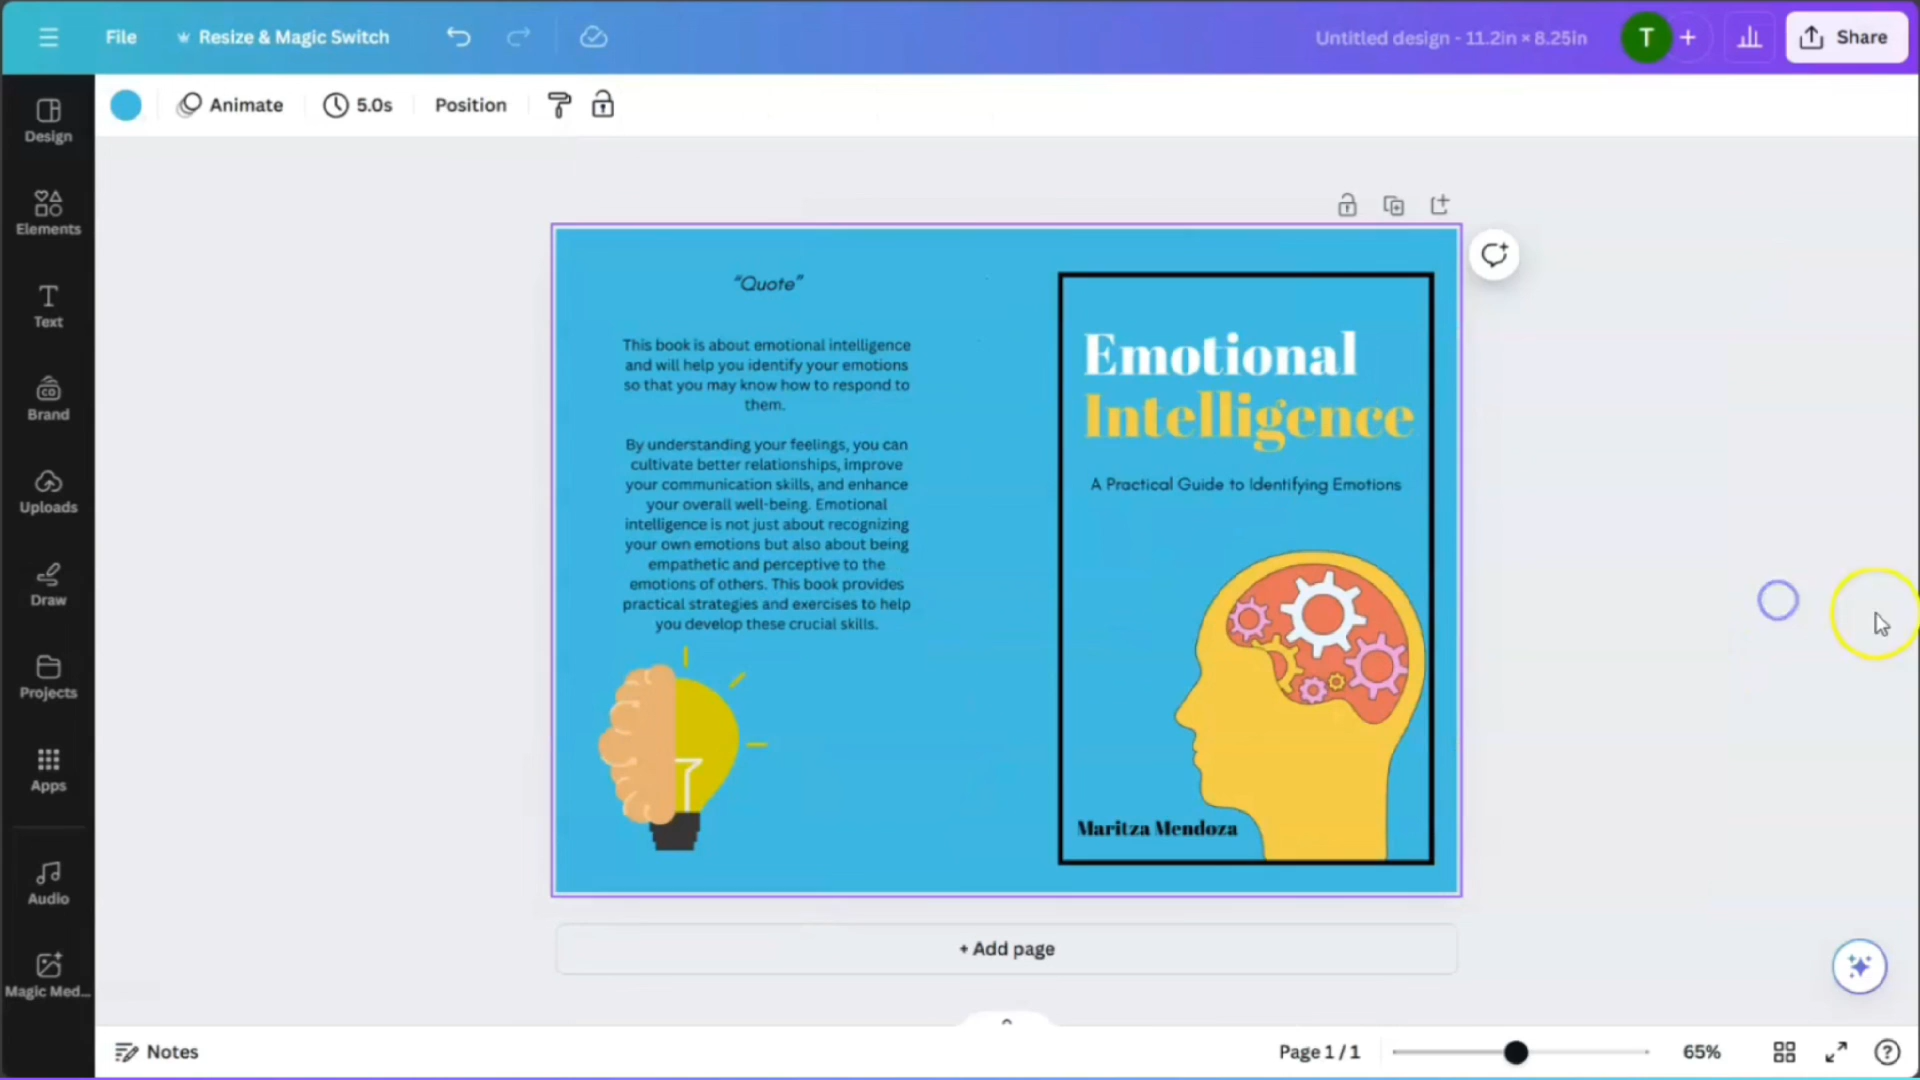 File
Resize & Magic Switch
Untitled design - 11.2in × 8.25in
T
+
Share
Animate
5.0s
Position
Design
Elements
Text
CO
Brand
Uploads
Draw
Projects
Apps
Audio
Magic Med...
“Quote”
This book is about emotional intelligence
and will help you identify your emotions
so that you may know how to respond to
them.
By understanding your feelings, you can
cultivate better relationships, improve
your communication skills, and enhance
your overall well-being. Emotional
intelligence is not just about recognizing
your own emotions but also about being
empathetic and perceptive to the
emotions of others. This book provides
practical strategies and exercises to help
you develop these crucial skills.
Emotional
Intelligence
A Practical Guide to Identifying Emotions
Maritza Mendoza
+ Add page
Notes
Page 1 / 1
65%